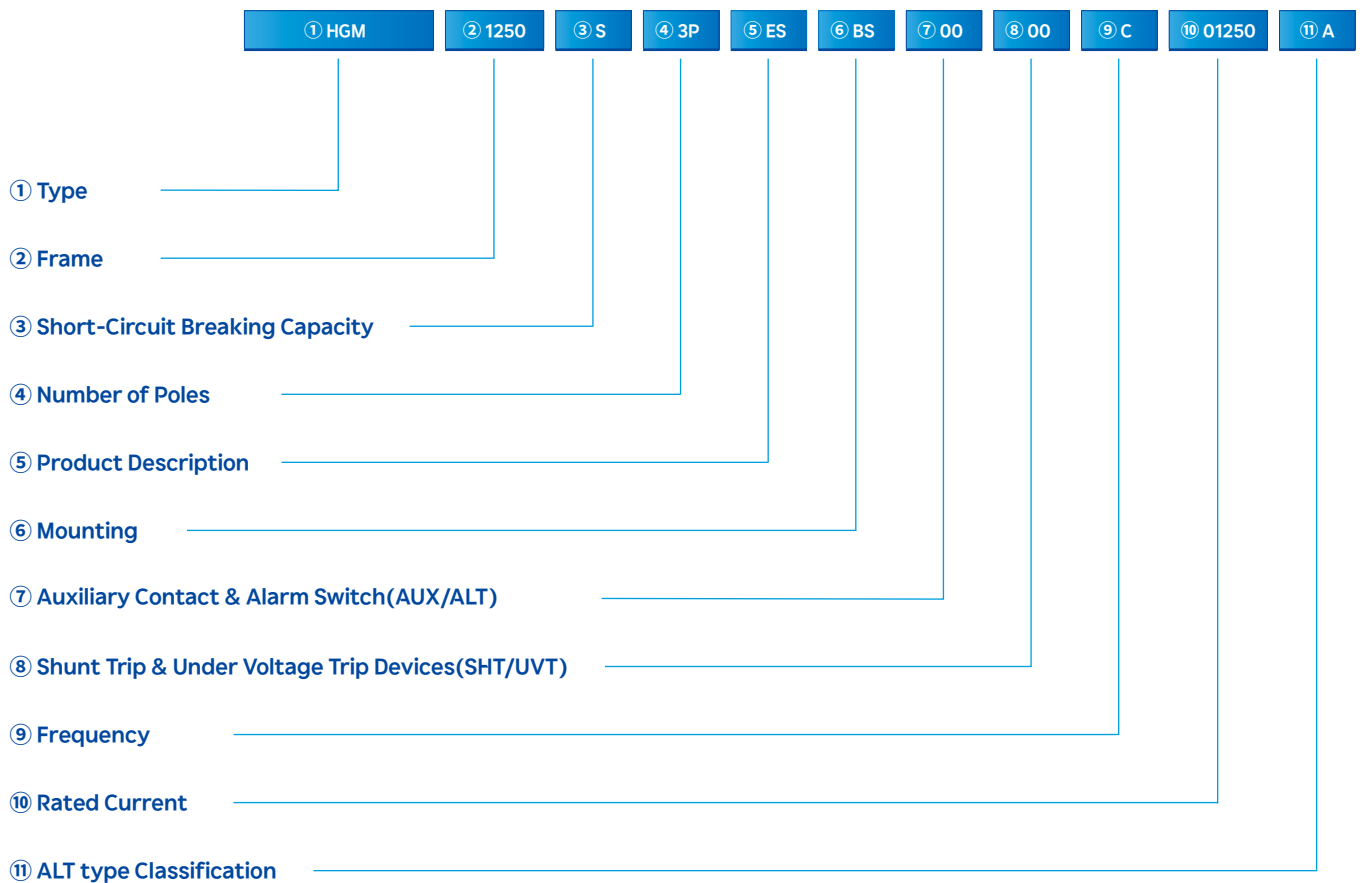 ① HGM ② 1250 ③ S ④ 3P ⑤ ES ⑥ BS ⑦ 00 ⑧ 00 ⑨ C ⑩ 01250 ⑪ A
① Type
② Frame
③ Short-Circuit Breaking Capacity
④ Number of Poles
⑤ Product Description
⑥ Mounting
⑦ Auxiliary Contact & Alarm Switch(AUX/ALT)
⑧ Shunt Trip & Under Voltage Trip Devices(SHT/UVT)
⑨ Frequency
⑩ Rated Current
⑪ ALT type Classification